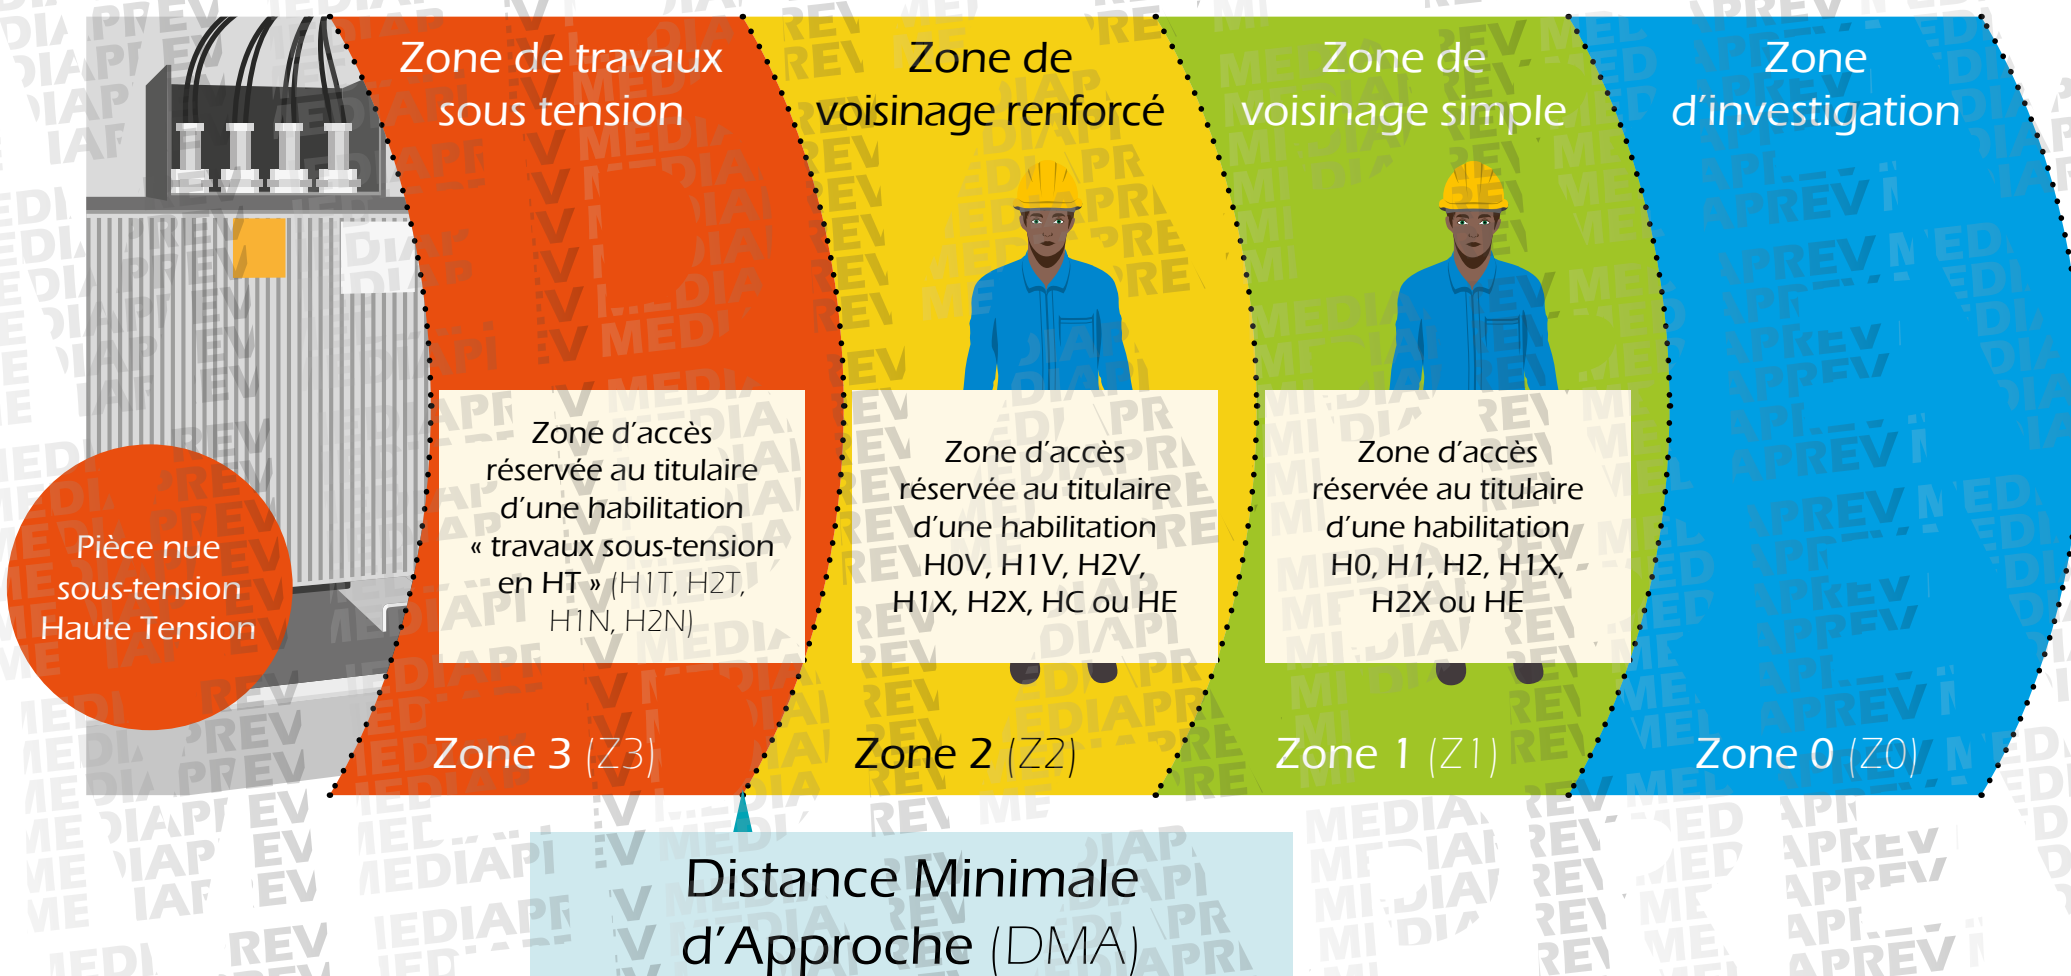 Zone de travaux
sous tension
Zone de
voisinage renforcé
Zone de
voisinage simple
Zone
d'investigation
Pièce nue
sous-tension
Haute Tension
Zone d'accès
réservée au titulaire
d'une habilitation
« travaux sous-tension
en HT » (H1T, H2T,
H1N, H2N)
Zone d'accès
réservée au titulaire
d'une habilitation
H0V, H1V, H2V,
H1X, H2X, HC ou HE
Zone d'accès
réservée au titulaire
d'une habilitation
H0, H1, H2, H1X,
H2X ou HE
Zone 3 (Z3)
Zone 2 (Z2)
Zone 1 (Z1)
Zone 0 (Z0)
Distance Minimale
d'Approche (DMA)